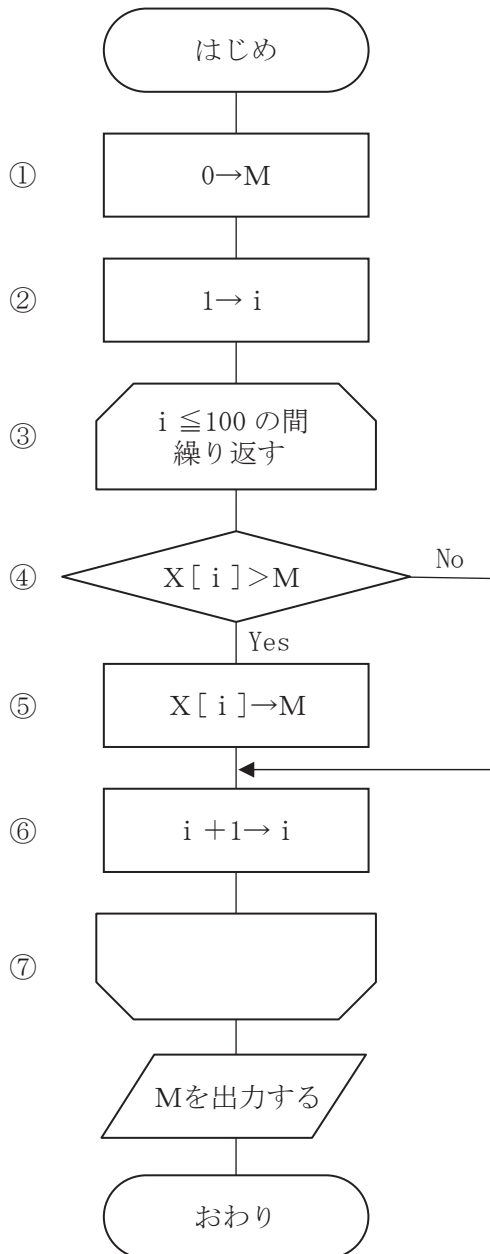 はじめ
① 0→M
② 1→ i
③ i ≦100 の間
繰り返す
④ X[ i ]>M No
Yes
⑤ X[ i ]→M
⑥ i +1→ i
⑦
Mを出力する
おわり